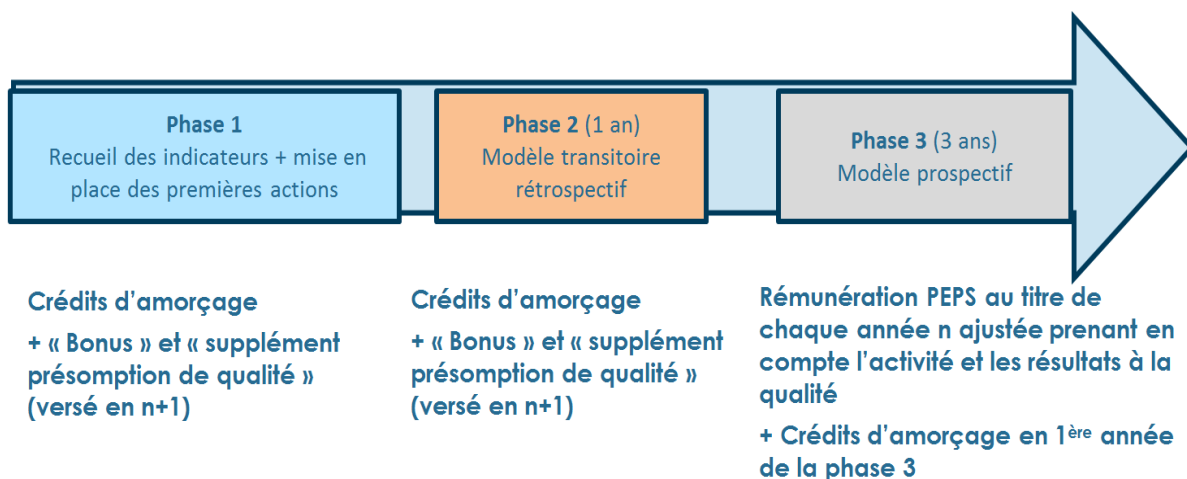 Phase 1
Recueil des indicateurs + mise en
place des premières actions
Phase 2 (1 an)
Modèle transitoire
rétrospectif
Phase 3 (3 ans)
Modèle prospectif
Crédits d’amorçage
+ « Bonus » et « supplément
présomption de qualité »
(versé en n+1)
Crédits d’amorçage
+ « Bonus » et « supplément
présomption de qualité »
(versé en n+1)
Rémunération PEPS au titre de
chaque année n ajustée prenant en
compte l’activité et les résultats à la
qualité
+ Crédits d’amorçage en 1ère année
de la phase 3